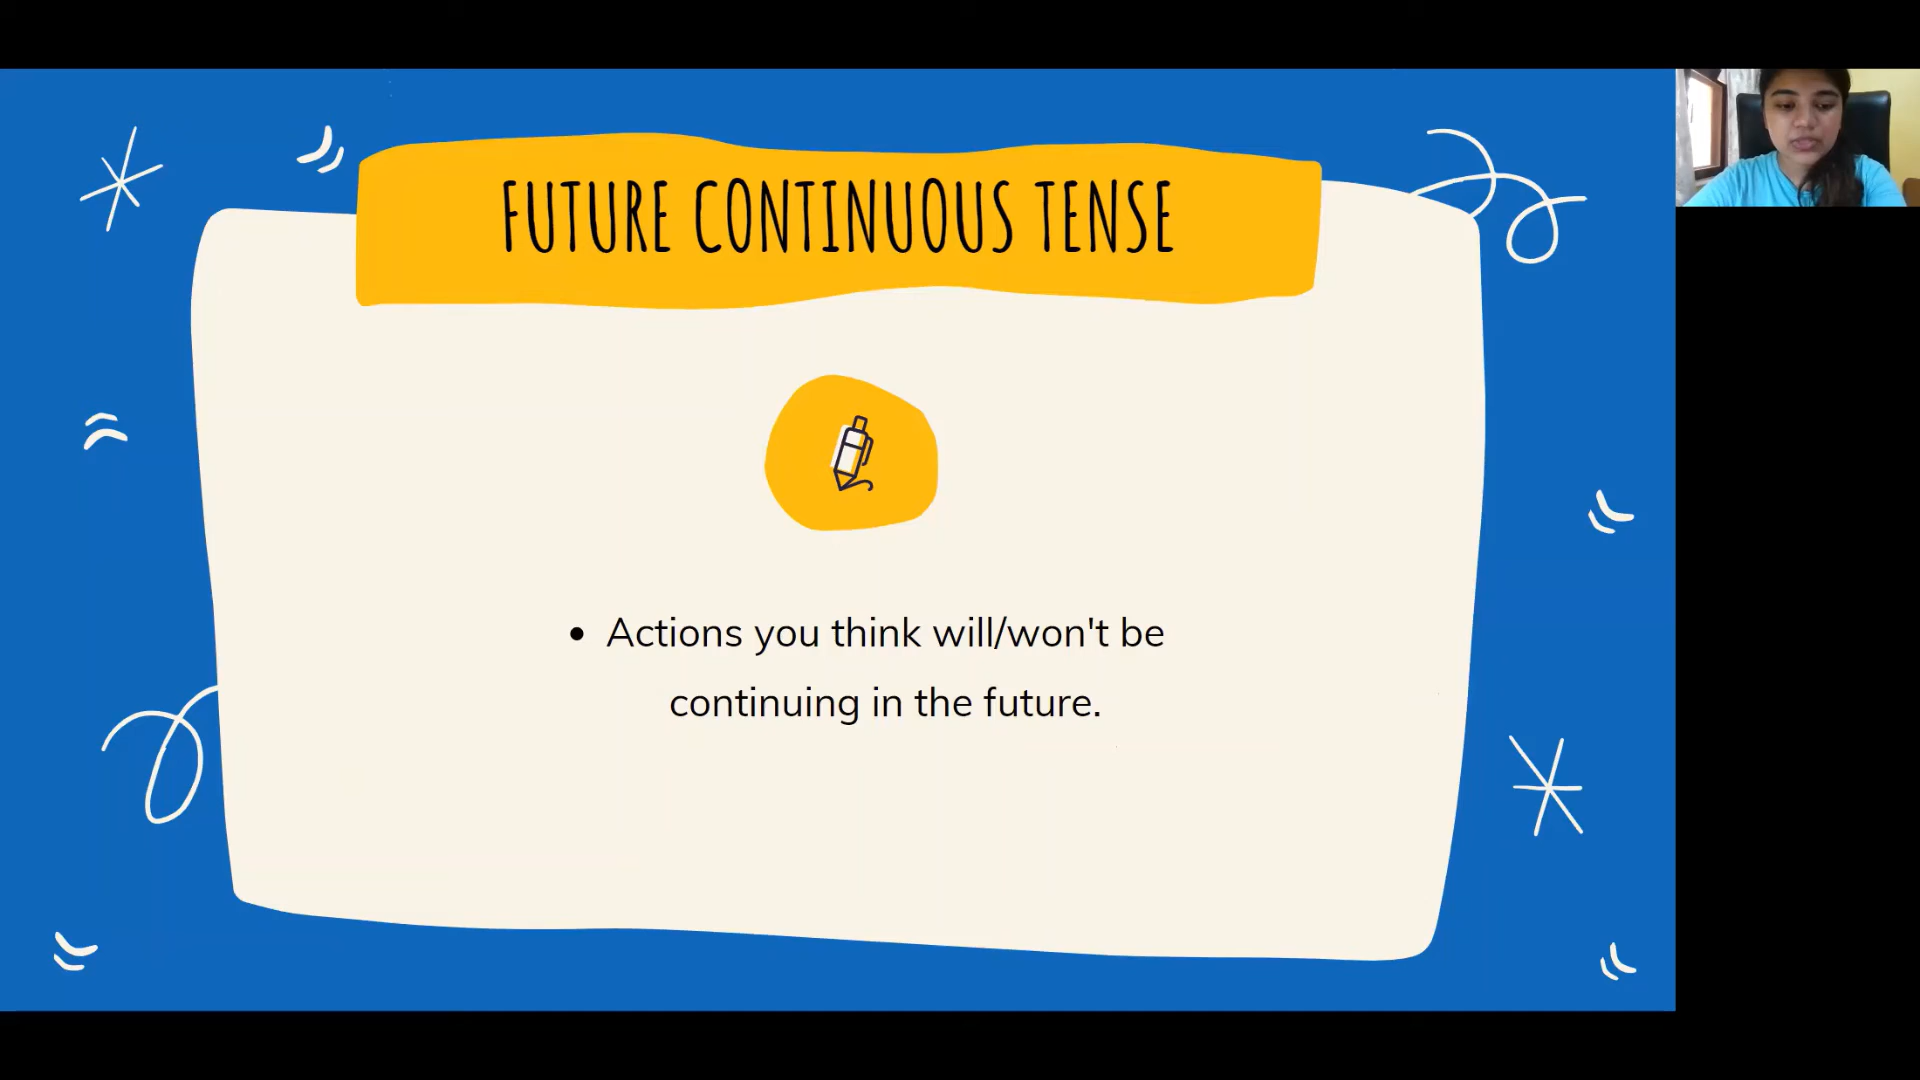 FUTURE CONTINUOUS TENSE
• Actions you think will/won't be
continuing in the future.